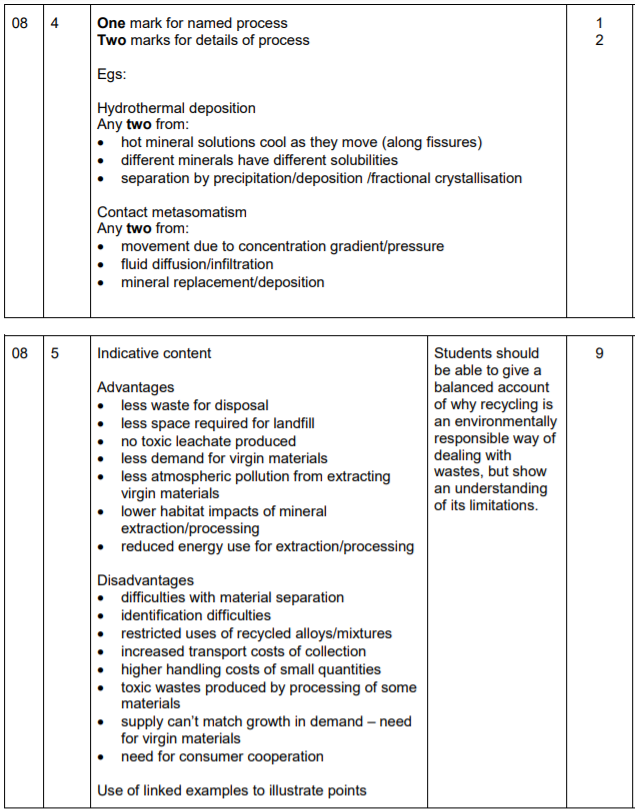 08 4 One mark for named process 1
Two marks for details of process 2
Egs:
Hydrothermal deposition
Any two from:
• hot mineral solutions cool as they move (along fissures)
• different minerals have different solubilities
• separation by precipitation/deposition /fractional crystallisation
Contact metasomatism
Any two from:
• movement due to concentration gradient/pressure
• fluid diffusion/infiltration
• mineral replacement/deposition
08 5 Indicative content
Advantages
• less waste for disposal
• less space required for landfill
• no toxic leachate produced
• less demand for virgin materials
• less atmospheric pollution from extracting
virgin materials
• lower habitat impacts of mineral
extraction/processing
• reduced energy use for extraction/processing
Disadvantages
• difficulties with material separation
• identification difficulties
• restricted uses of recycled alloys/mixtures
• increased transport costs of collection
• higher handling costs of small quantities
• toxic wastes produced by processing of some
materials
• supply can't match growth in demand – need
for virgin materials
• need for consumer cooperation
Use of linked examples to illustrate points
Students should
be able to give a
balanced account
of why recycling is
an environmentally
responsible way of
dealing with
wastes, but show
an understanding
of its limitations.
9